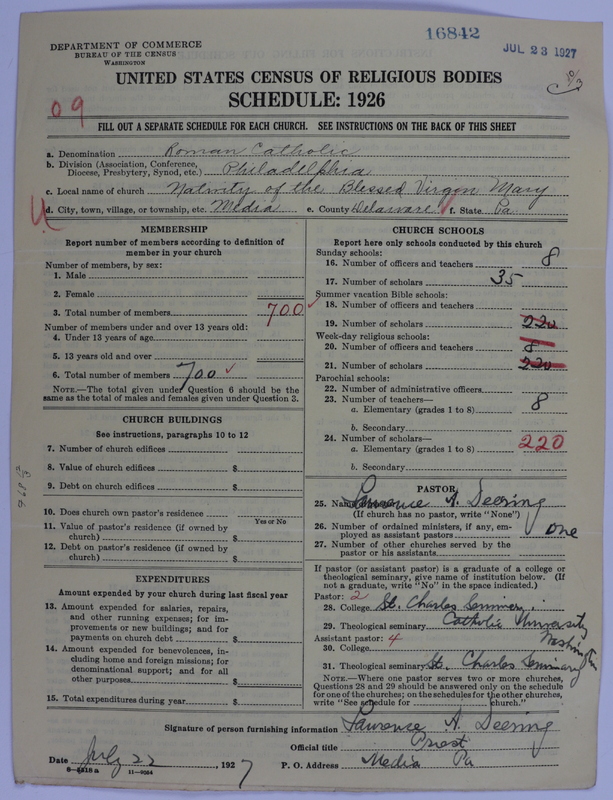 16842
JUL 23 1927
DEPARTMENT OF COMMERCE
BUREAU OF THE CENSUS
WASHINGTON
UNITED STATES CENSUS OF RELIGIOUS BODIES
SCHEDULE: 1926
09
FILL OUT A SEPARATE SCHEDULE FOR EACH CHURCH. SEE INSTRUCTIONS ON THE BACK OF THIS SHEET
a. Denomination Roman Catholic
b. Division (Association, Conference, Diocese, Presbytery, Synod, etc.) Philadelphia
c. Local name of church Nativity of the Blessed Virgin Mary
d. City, town, village, or township, etc. Media e. County Delaware f. State Pa
MEMBERSHIP
Report number of members according to definition of
member in your church
Number of members, by sex:
1. Male
2. Female
3. Total number of members 700
Number of members under and over 13 years old:
4. Under 13 years of age
5. 13 years old and over
6. Total number of members 700
NOTE.—The total given under Question 6 should be the
same as the total of males and females given under Question 3.
CHURCH BUILDINGS
See instructions, paragraphs 10 to 12
7. Number of church edifices
8. Value of church edifices $
9. Debt on church edifices $
10. Does church own pastor's residence?
Yes or No
11. Value of pastor's residence (if owned by
church) $
12. Debt on pastor's residence (if owned by
church) $
EXPENDITURES
Amount expended by your church during last fiscal year
13. Amount expended for salaries, repairs,
and other running expenses; for im-
provements or new buildings; and for
payments on church debt $
14. Amount expended for benevolences, in-
cluding home and foreign missions; for
denominational support; and for all
other purposes $
15. Total expenditures during year $
CHURCH SCHOOLS
Report here only schools conducted by this church
Sunday schools:
16. Number of officers and teachers 8
17. Number of scholars 35
Summer vacation Bible schools:
18. Number of officers and teachers
19. Number of scholars 220
Week-day religious schools:
20. Number of officers and teachers 8
21. Number of scholars 220
Parochial schools:
22. Number of administrative officers
23. Number of teachers—
a. Elementary (grades 1 to 8) 8
b. Secondary
24. Number of scholars—
a. Elementary (grades 1 to 8) 220
b. Secondary
PASTOR
25. Name Lawrence A. Deering
(If church has no pastor, write "None")
26. Number of ordained ministers, if any, em-
ployed as assistant pastors one
27. Number of other churches served by the
pastor or his assistants
If pastor (or assistant pastor) is a graduate of a college or
theological seminary, give name of institution below. (If
not a graduate, write "No" in the space indicated.)
Pastor: 2
28. College St. Charles Seminary
29. Theological seminary Catholic University Washington
Assistant pastor: 4
30. College
31. Theological seminary St. Charles Seminary
NOTE.—Where one pastor serves two or more churches,
Questions 28 and 29 should be answered only on the schedule
for one of the churches; on the schedules for the other churches,
write "See schedule for church."
Signature of person furnishing information Lawrence A. Deering
Official title Priest
Date July 22, 1927 P. O. Address Media Pa
8—5518 a 11—9064